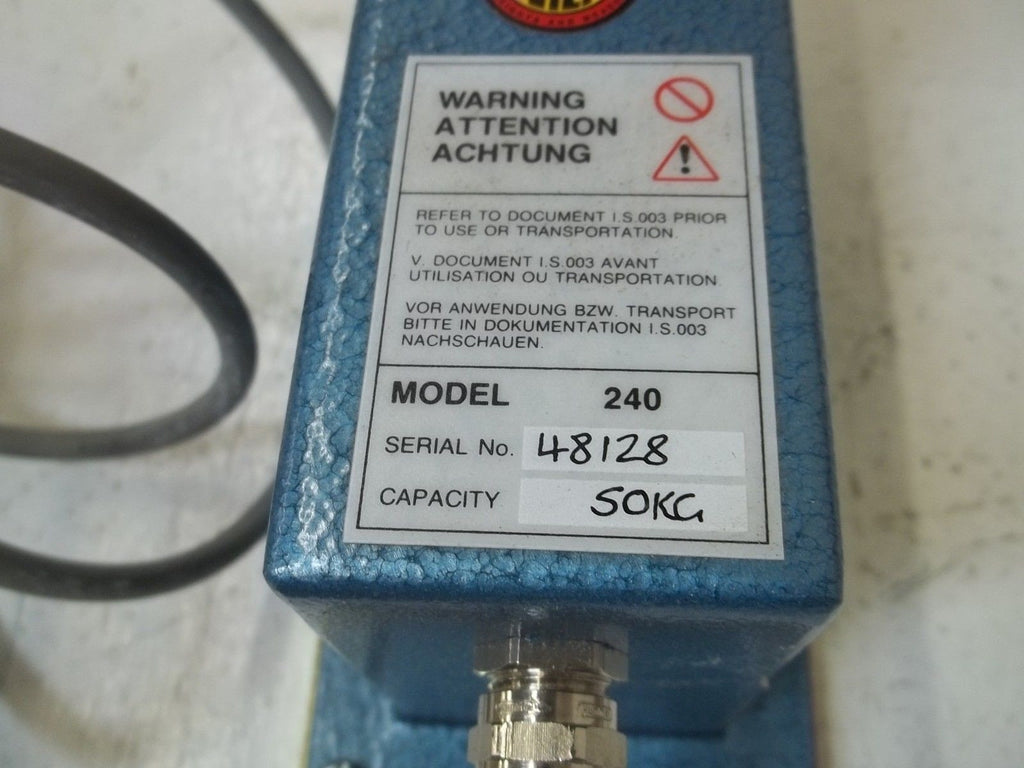 WARNING
ATTENTION
ACHTUNG
REFER TO DOCUMENT I.S.003 PRIOR
TO USE OR TRANSPORTATION.
V. DOCUMENT I.S.003 AVANT
UTILISATION OU TRANSPORTATION
VOR ANWENDUNG BZW. TRANSPORT
BITTE IN DOKUMENTATION I.S.003
NACHSCHAUEN.
MODEL 240
SERIAL No. 48128
CAPACITY 50KG